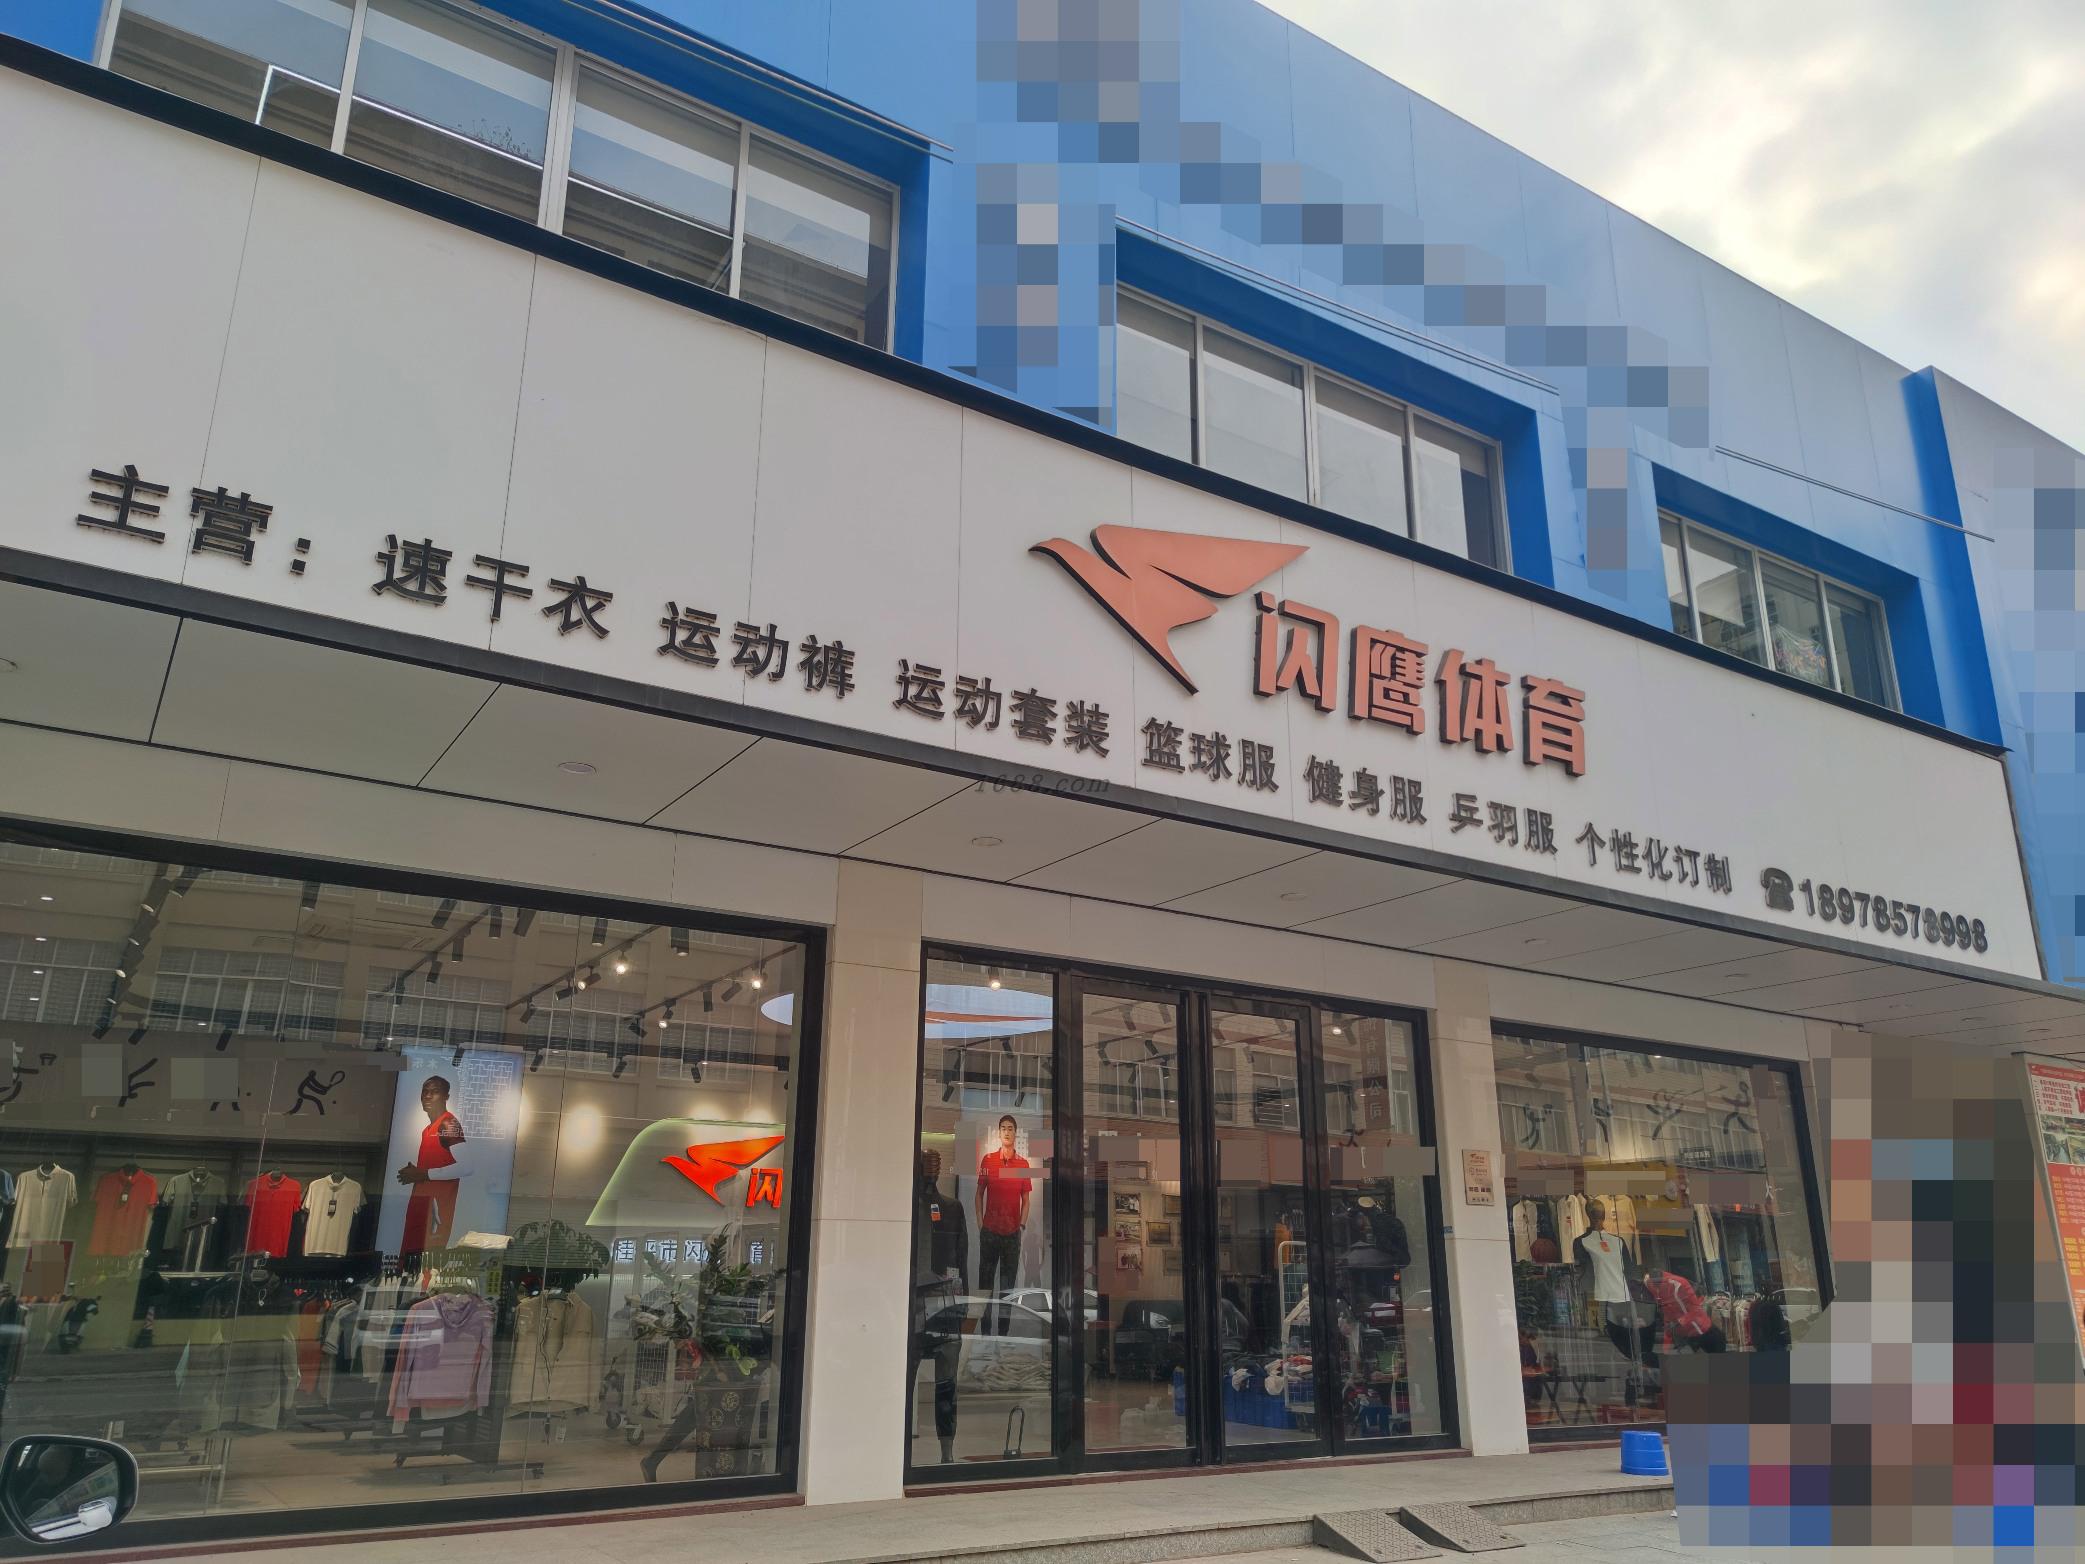 闪鹰体育
主营：速干衣 运动裤 运动套装 篮球服 健身服 乒羽服 个性化订制 ☎18978578998
1688.com
闪